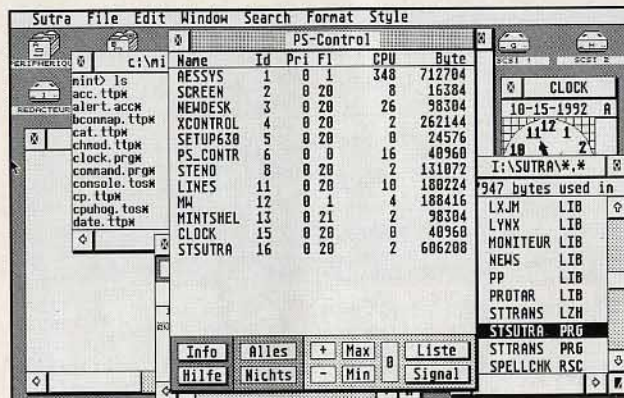 Sutra File Edit Window Search Format Style
PERIPHERIQU
REDACTEUR
c:\mi
mint> ls
acc.ttp*
alert.acc*
bconmap.ttp*
cat.ttp*
chmod.ttp*
clock.prg*
command.prg*
console.tos*
cp.ttp*
cpuhog.tos*
date.ttp*
PS-Control
Name Id Pri Fl CPU Byte
AESSYS 1 0 1 348 712704
SCREEN 2 0 20 8 16384
NEWDESK 3 0 20 26 98304
XCONTROL 4 0 20 2 262144
SETUP630 5 0 20 0 24576
PS_CONTR 6 0 0 16 40960
STENO 8 0 20 2 131072
LINES 11 0 20 10 180224
MW 12 0 1 4 188416
MINTSHEL 13 0 21 2 98304
CLOCK 15 0 20 0 40960
STSUTRA 16 0 20 2 606208
Info Alles + Max 0 Liste
Hilfe Nichts - Min Signal
G
H
SCSI 1 SCSI 2
CLOCK
10-15-1992 A
11 12 1
10 2
I:\SUTRA\*.*
947 bytes used in
LXJM LIB
LYNX LIB
MONITEUR LIB
NEWS LIB
PP LIB
PROTAR LIB
STTRANS LZH
STSUTRA PRG
STTRANS PRG
SPELLCHK RSC